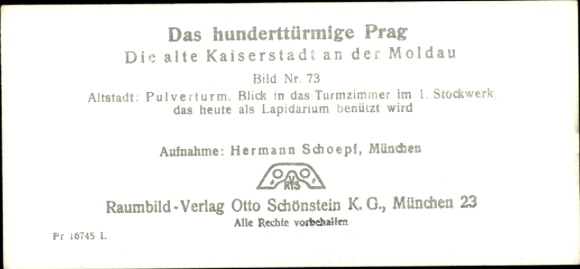 Das hunderttürmige Prag
Die alte Kaiserstadt an der Moldau
Bild Nr. 73
Altstadt: Pulverturm. Blick in das Turmzimmer im 1. Stockwerk,
das heute als Lapidarium benützt wird
Aufnahme: Hermann Schoepf, München
RVS
Raumbild-Verlag Otto Schönstein K. G., München 23
Alle Rechte vorbehalten
Pr 16745 L